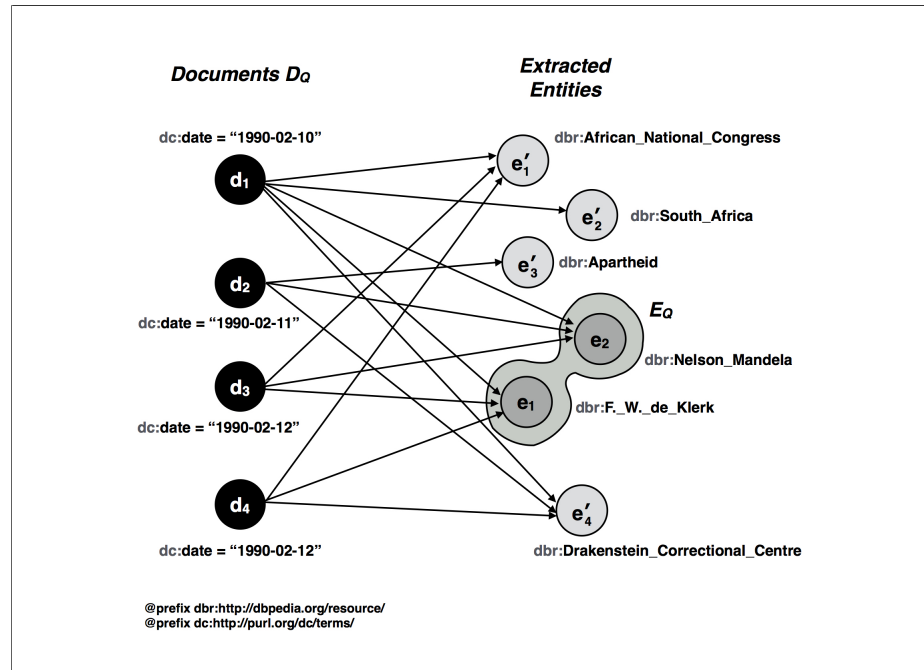 Documents DQ
Extracted
Entities
dc:date = “1990-02-10”
dbr:African_National_Congress
d1
e′1
e′2
dbr:South_Africa
d2
e′3
dbr:Apartheid
dc:date = “1990-02-11”
EQ
e2
dbr:Nelson_Mandela
d3
e1
dbr:F._W._de_Klerk
dc:date = “1990-02-12”
d4
e′4
dc:date = “1990-02-12”
dbr:Drakenstein_Correctional_Centre
@prefix dbr:http://dbpedia.org/resource/
@prefix dc:http://purl.org/dc/terms/